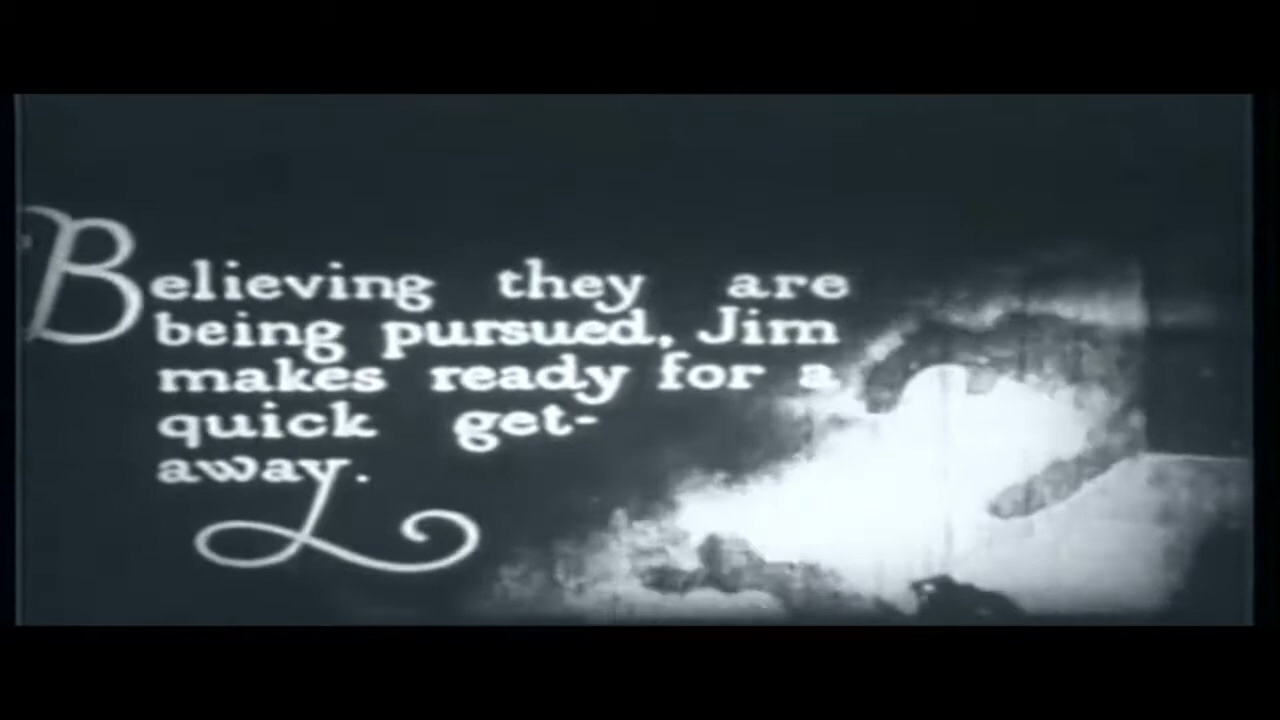 Believing they are
being pursued, Jim
makes ready for a
quick get-
away.